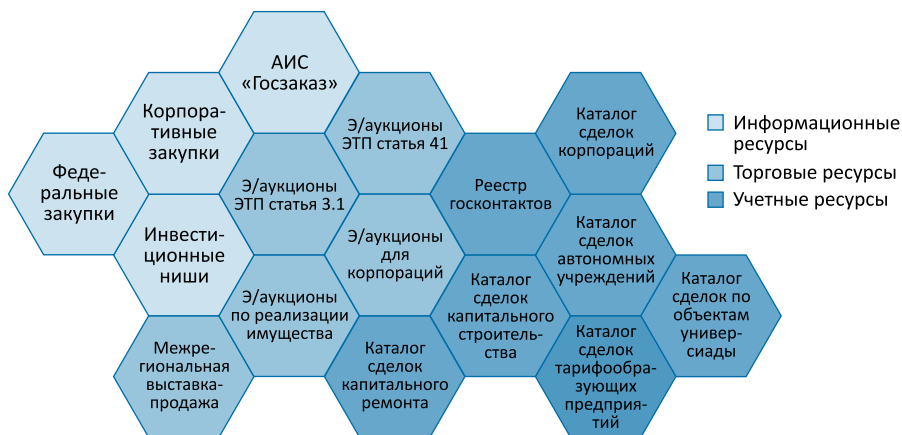 АИС
«Госзаказ»
Корпора-
тивные
закупки
Феде-
ральные
закупки
Инвести-
ционные
ниши
Э/аукционы
ЭТП статья 41
Э/аукционы
ЭТП статья 3.1
Э/аукционы
для
корпораций
Э/аукционы
по реализации
имущества
Межре-
гиональная
выставка-
продажа
Каталог
сделок
корпораций
Реестр
госконтактов
Каталог
сделок
автономных
учреждений
Каталог
сделок
капитального
строитель-
ства
Каталог
сделок по
объектам
универ-
сиады
Каталог
сделок
капитального
ремонта
Каталог
сделок
тарифообра-
зующих
предприя-
тий
Информационные
ресурсы
Торговые ресурсы
Учетные ресурсы